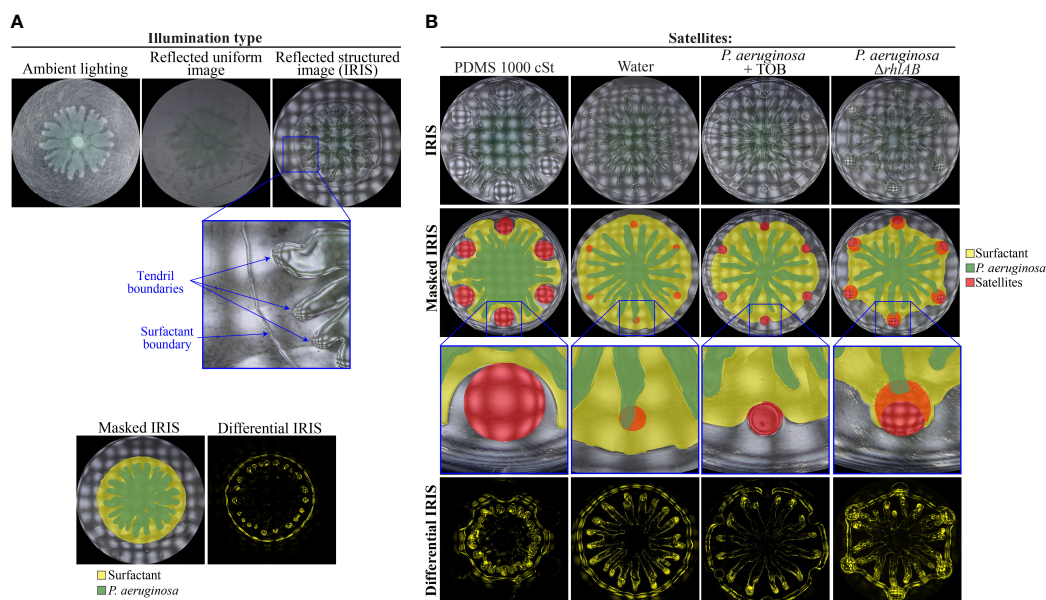 A
Illumination type
Ambient lighting
Reflected uniform
image
Reflected structured
image (IRIS)
Tendril
boundaries
Surfactant
boundary
Masked IRIS
Differential IRIS
Surfactant
P. aeruginosa
B
Satellites:
PDMS 1000 cSt
Water
P. aeruginosa
+ TOB
P. aeruginosa
ΔrhlAB
IRIS
Masked IRIS
Surfactant
P. aeruginosa
Satellites
Differential IRIS